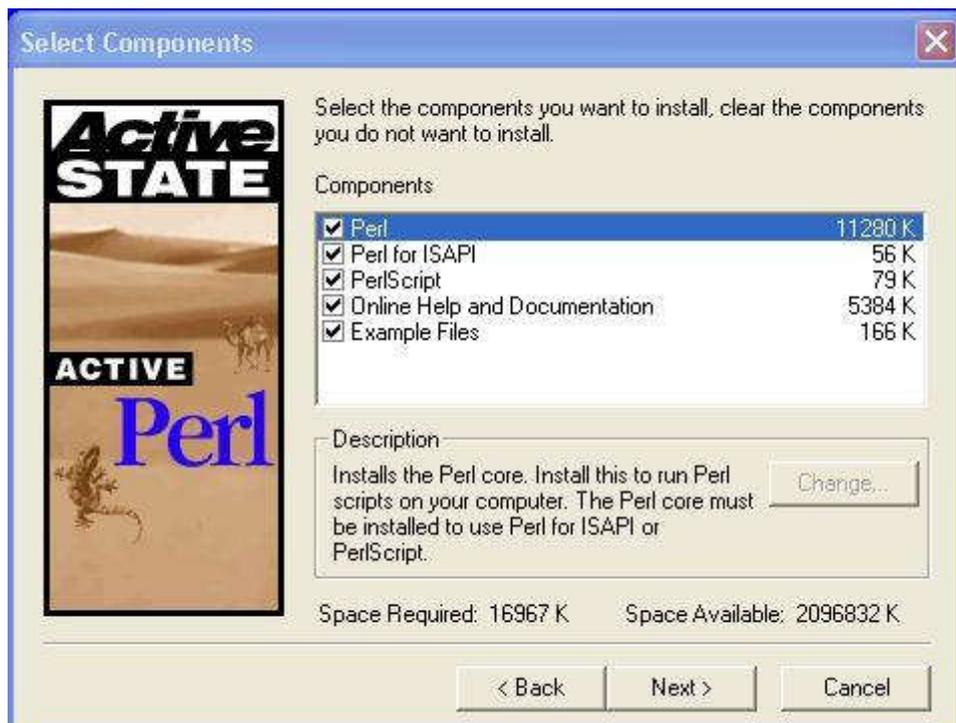 Select Components
Active
STATE
ACTIVE
Perl
Select the components you want to install, clear the components
you do not want to install.
Components
Perl 11280 K
Perl for ISAPI 56 K
PerlScript 79 K
Online Help and Documentation 5384 K
Example Files 166 K
Description
Installs the Perl core. Install this to run Perl
scripts on your computer. The Perl core must
be installed to use Perl for ISAPI or
PerlScript.
Change...
Space Required: 16967 K Space Available: 2096832 K
< Back Next > Cancel